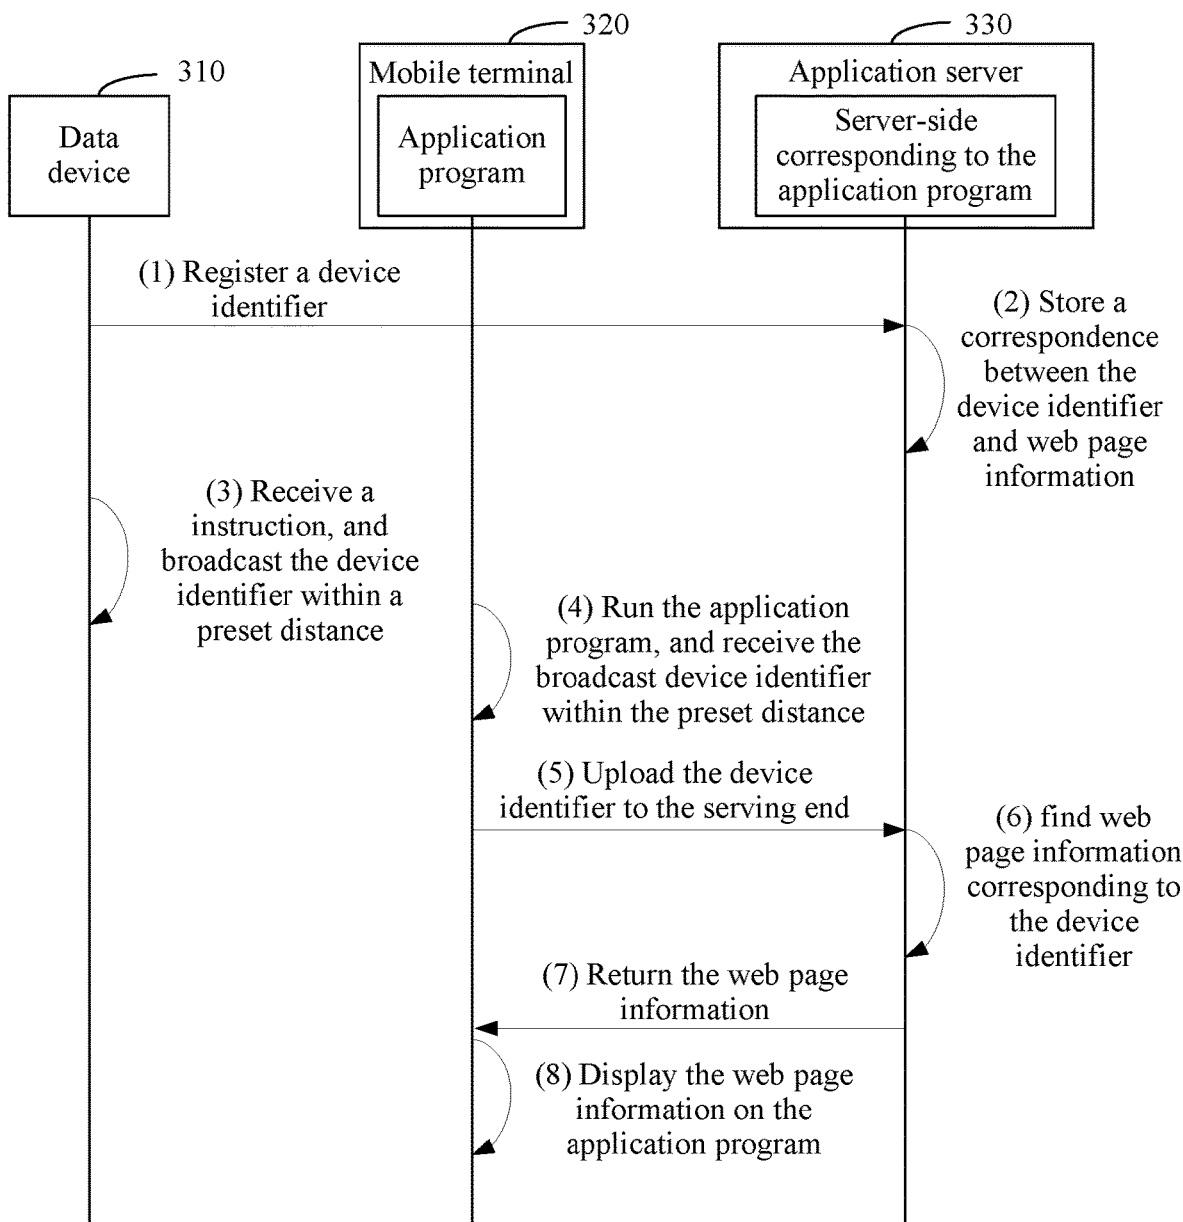 310
320
330
Data
device
Mobile terminal
Application
program
Application server
Server-side
corresponding to the
application program
(1) Register a device
identifier
(2) Store a
correspondence
between the
device identifier
and web page
information
(3) Receive a
instruction, and
broadcast the device
identifier within a
preset distance
(4) Run the application
program, and receive the
broadcast device identifier
within the preset distance
(5) Upload the device
identifier to the serving end
(6) find web
page information
corresponding to
the device
identifier
(7) Return the web page
information
(8) Display the web page
information on the
application program